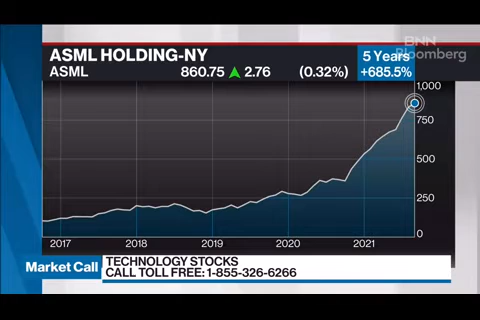 BNN
Bloomberg
ASML HOLDING-NY
ASML 860.75 2.76 (0.32%)
5 Years
+685.5%
1,000
750
500
250
0
2017 2018 2019 2020 2021
Market Call
TECHNOLOGY STOCKS
CALL TOLL FREE: 1-855-326-6266